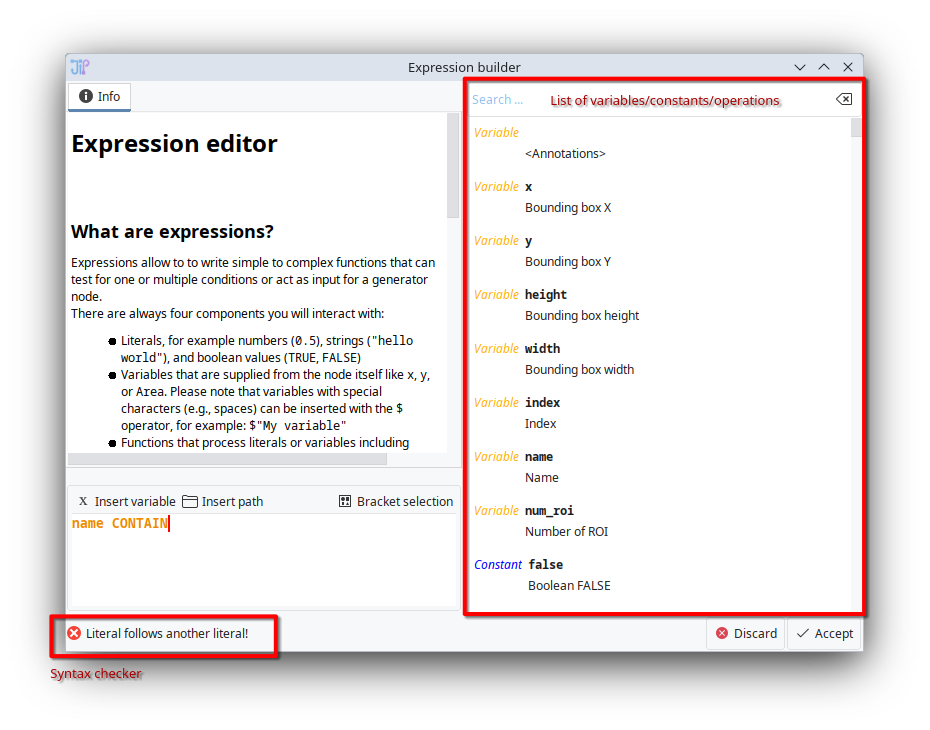 JIP
Expression builder
Info
Expression editor
What are expressions?
Expressions allow to to write simple to complex functions that can
test for one or multiple conditions or act as input for a generator
node.
There are always four components you will interact with:
Literals, for example numbers (0.5), strings ("hello
world"), and boolean values (TRUE, FALSE)
Variables that are supplied from the node itself like x, y,
or Area. Please note that variables with special
characters (e.g., spaces) can be inserted with the $
operator, for example: $"My variable"
Functions that process literals or variables including
X Insert variable Insert path Bracket selection
name CONTAIN
Literal follows another literal!
Syntax checker
Search ... List of variables/constants/operations
Variable
<Annotations>
Variable x
Bounding box X
Variable y
Bounding box Y
Variable height
Bounding box height
Variable width
Bounding box width
Variable index
Index
Variable name
Name
Variable num_roi
Number of ROI
Constant false
Boolean FALSE
Discard Accept